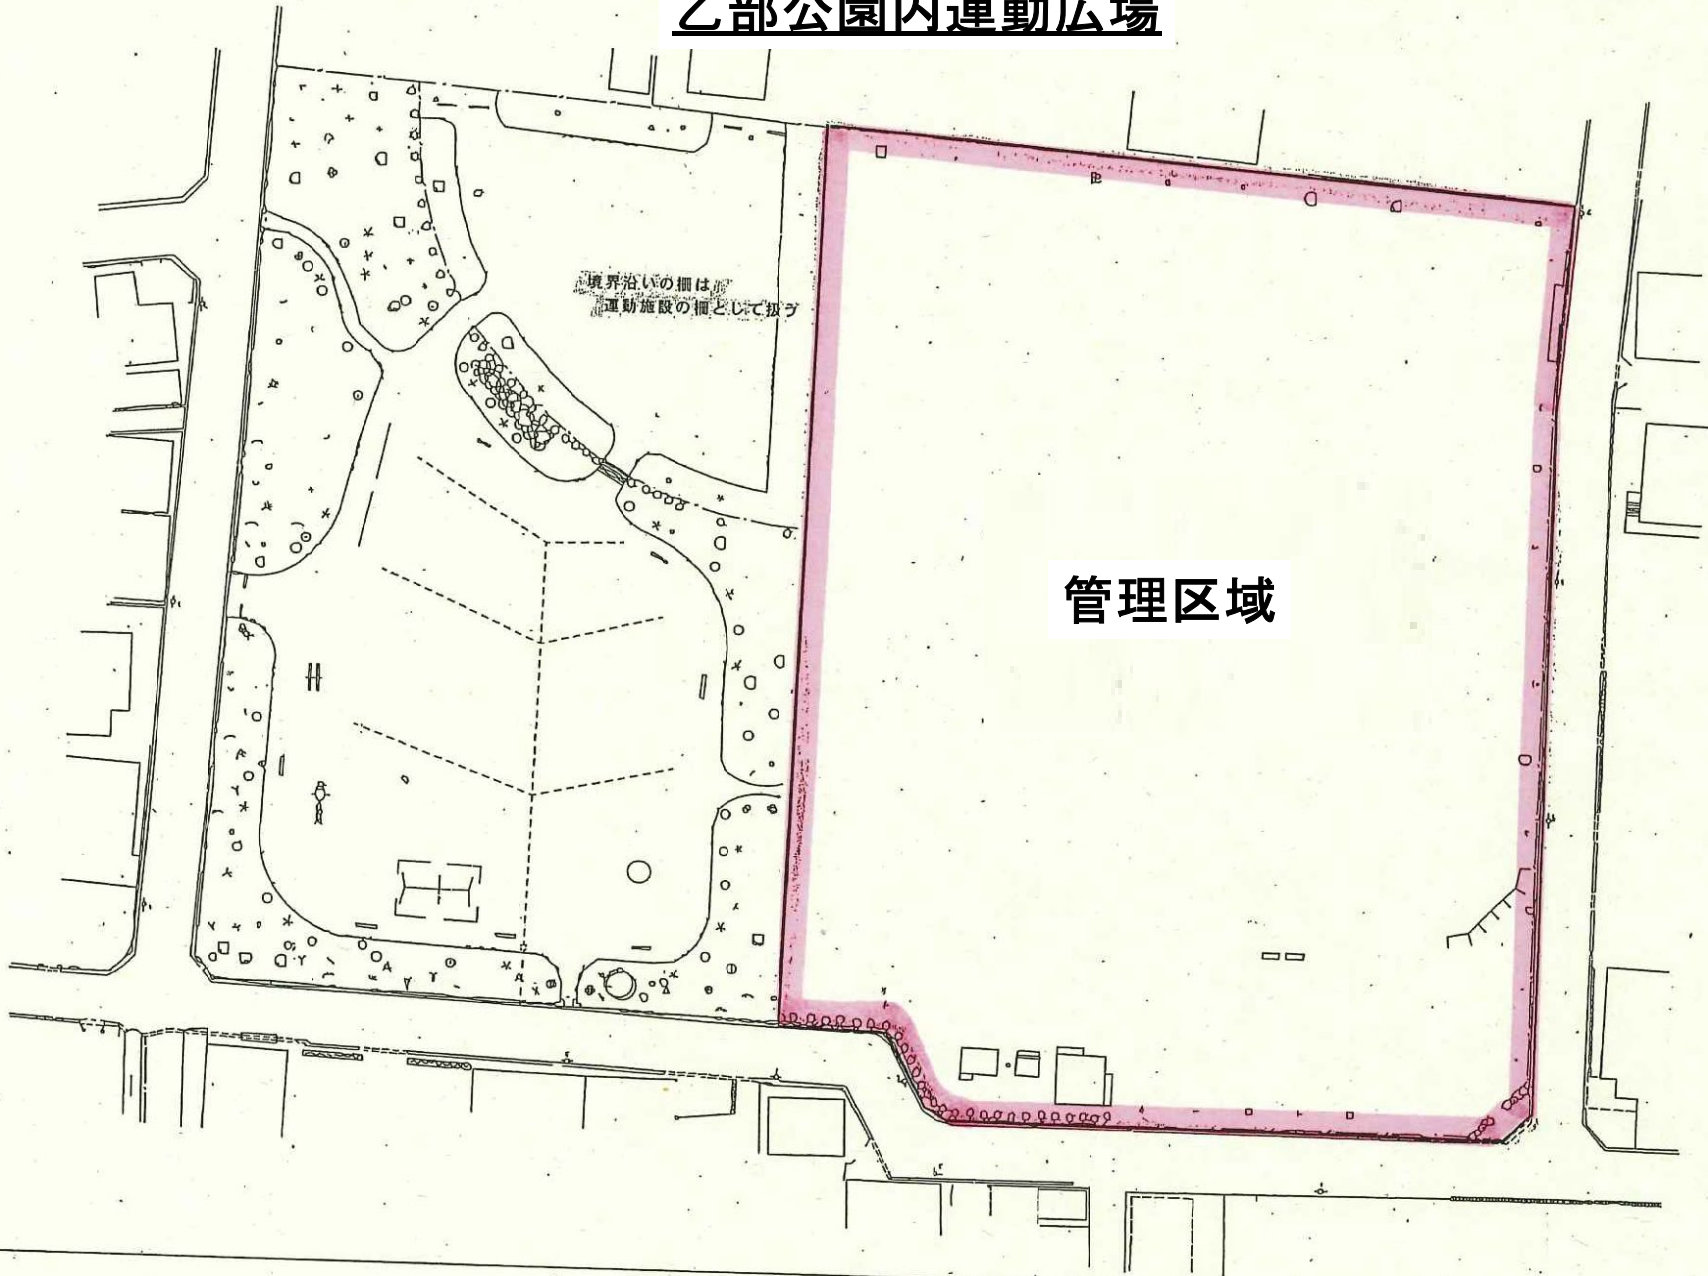 乙部公園内運動広場
境界沿いの柵は
運動施設の柵として扱う
管理区域